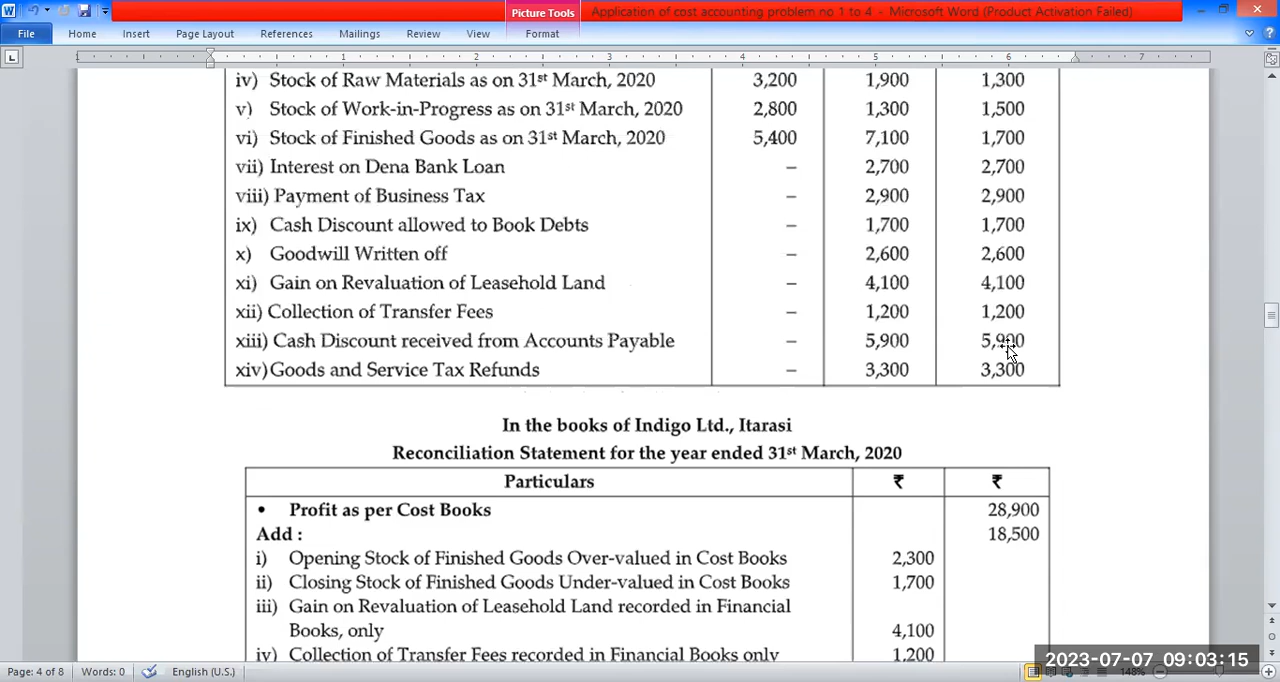 Picture Tools
Application of cost accounting problem no 1 to 4 - Microsoft Word (Product Activation Failed)
File Home Insert Page Layout References Mailings Review View Format
1 1 2 3 4 5 6 7
iv) Stock of Raw Materials as on 31st March, 2020 3,200 1,900 1,300
v) Stock of Work-in-Progress as on 31st March, 2020 2,800 1,300 1,500
vi) Stock of Finished Goods as on 31st March, 2020 5,400 7,100 1,700
vii) Interest on Dena Bank Loan – 2,700 2,700
viii) Payment of Business Tax – 2,900 2,900
ix) Cash Discount allowed to Book Debts – 1,700 1,700
x) Goodwill Written off – 2,600 2,600
xi) Gain on Revaluation of Leasehold Land – 4,100 4,100
xii) Collection of Transfer Fees – 1,200 1,200
xiii) Cash Discount received from Accounts Payable – 5,900 5,900
xiv) Goods and Service Tax Refunds – 3,300 3,300
In the books of Indigo Ltd., Itarasi
Reconciliation Statement for the year ended 31st March, 2020
Particulars ₹ ₹
• Profit as per Cost Books 28,900
Add : 18,500
i) Opening Stock of Finished Goods Over-valued in Cost Books 2,300
ii) Closing Stock of Finished Goods Under-valued in Cost Books 1,700
iii) Gain on Revaluation of Leasehold Land recorded in Financial
Books, only 4,100
iv) Collection of Transfer Fees recorded in Financial Books only 1,200
2023-07-07 09:03:15
Page: 4 of 8 Words: 0 English (U.S.) 148%